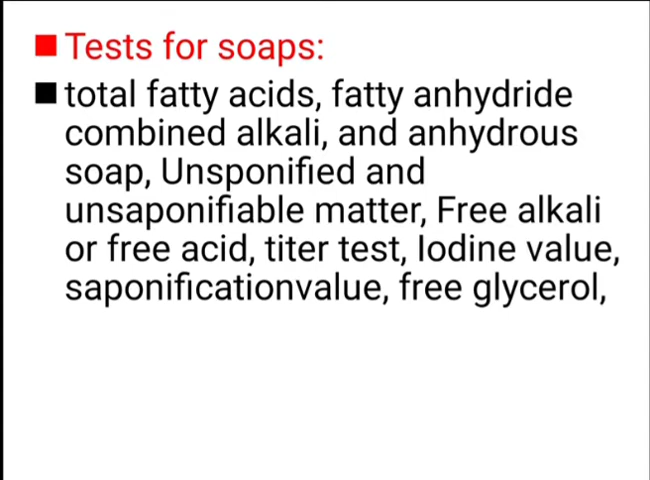 Tests for soaps:
total fatty acids, fatty anhydride
combined alkali, and anhydrous
soap, Unsponified and
unsaponifiable matter, Free alkali
or free acid, titer test, Iodine value,
saponificationvalue, free glycerol,